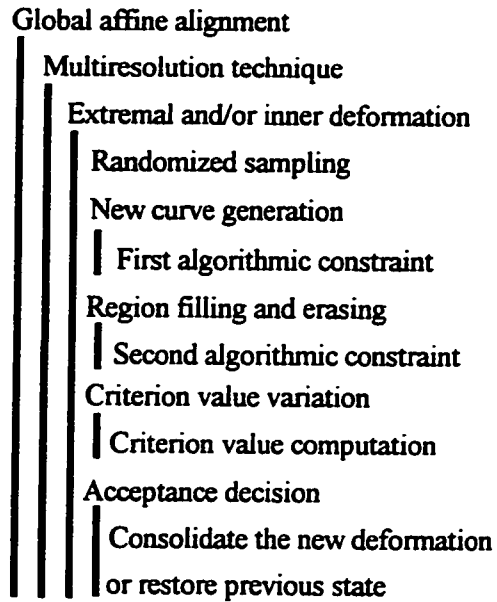 Global affine alignment
Multiresolution technique
Extremal and/or inner deformation
Randomized sampling
New curve generation
First algorithmic constraint
Region filling and erasing
Second algorithmic constraint
Criterion value variation
Criterion value computation
Acceptance decision
Consolidate the new deformation
or restore previous state